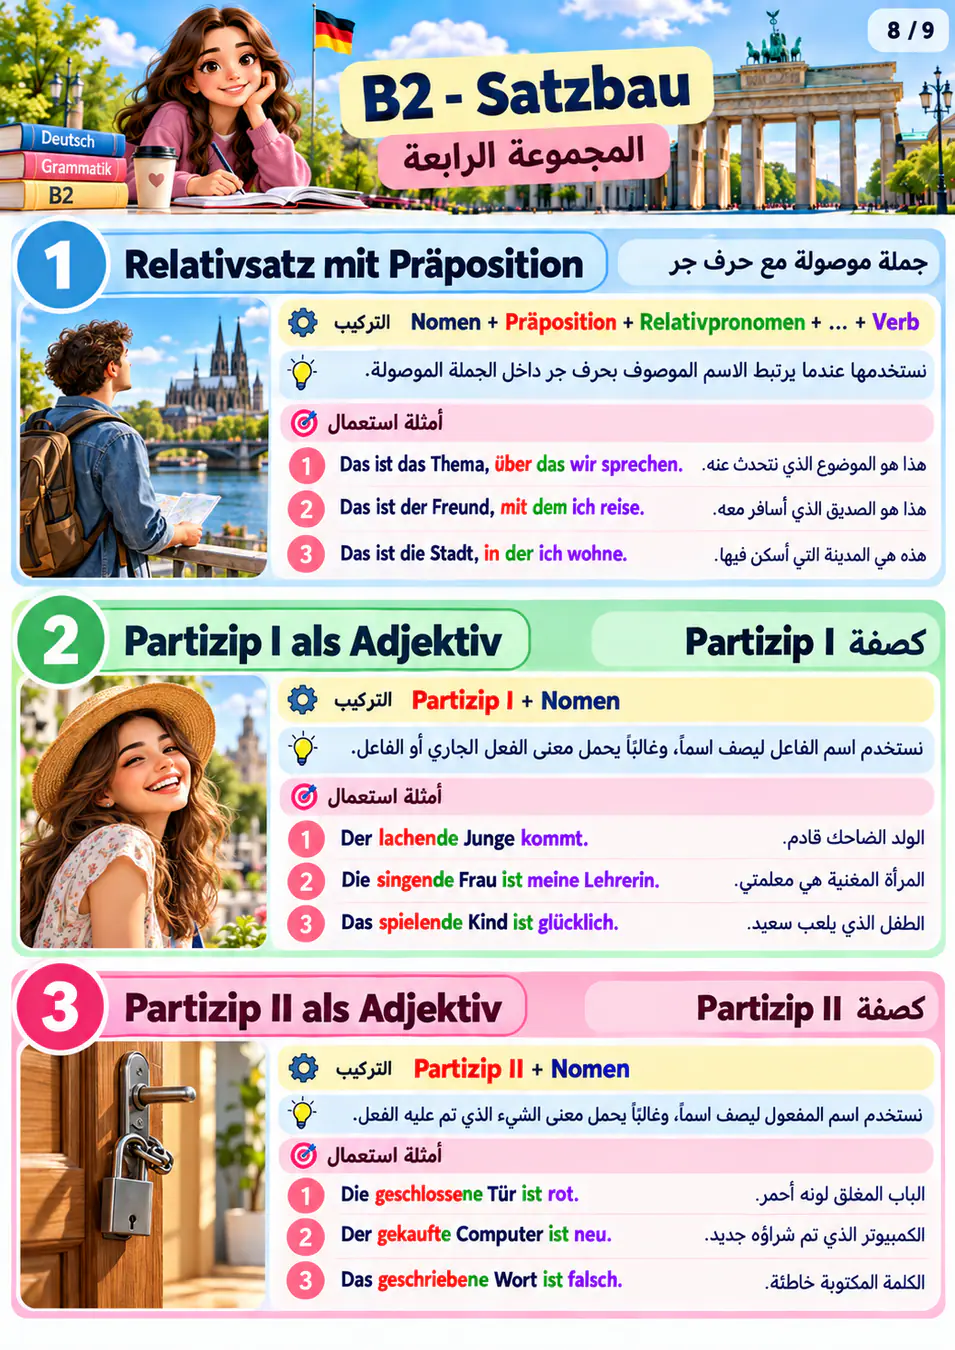 8 / 9
B2 - Satzbau
المجموعة الرابعة
Deutsch
Grammatik
B2
1
Relativsatz mit Präposition
جملة موصولة مع حرف جر
التركيب Nomen + Präposition + Relativpronomen + ... + Verb
نستخدمها عندما يرتبط الاسم الموصوف بحرف جر داخل الجملة الموصولة.
أمثلة استعمال
1 Das ist das Thema, über das wir sprechen. هذا هو الموضوع الذي نتحدث عنه.
2 Das ist der Freund, mit dem ich reise. هذا هو الصديق الذي أسافر معه.
3 Das ist die Stadt, in der ich wohne. هذه هي المدينة التي أسكن فيها.
2
Partizip I als Adjektiv
Partizip I كصفة
التركيب Partizip I + Nomen
نستخدم اسم الفاعل ليصف اسماً، وغالبًاً يحمل معنى الفعل الجاري أو الفاعل.
أمثلة استعمال
1 Der lachende Junge kommt. الولد الضاحك قادم.
2 Die singende Frau ist meine Lehrerin. المرأة المغنية هي معلمتي.
3 Das spielende Kind ist glücklich. الطفل الذي يلعب سعيد.
3
Partizip II als Adjektiv
Partizip II كصفة
التركيب Partizip II + Nomen
نستخدم اسم المفعول ليصف اسماً، وغالبًاً يحمل معنى الشيء الذي تم عليه الفعل.
أمثلة استعمال
1 Die geschlossene Tür ist rot. الباب المغلق لونه أحمر.
2 Der gekaufte Computer ist neu. الكمبيوتر الذي تم شراؤه جديد.
3 Das geschriebene Wort ist falsch. الكلمة المكتوبة خاطئة.